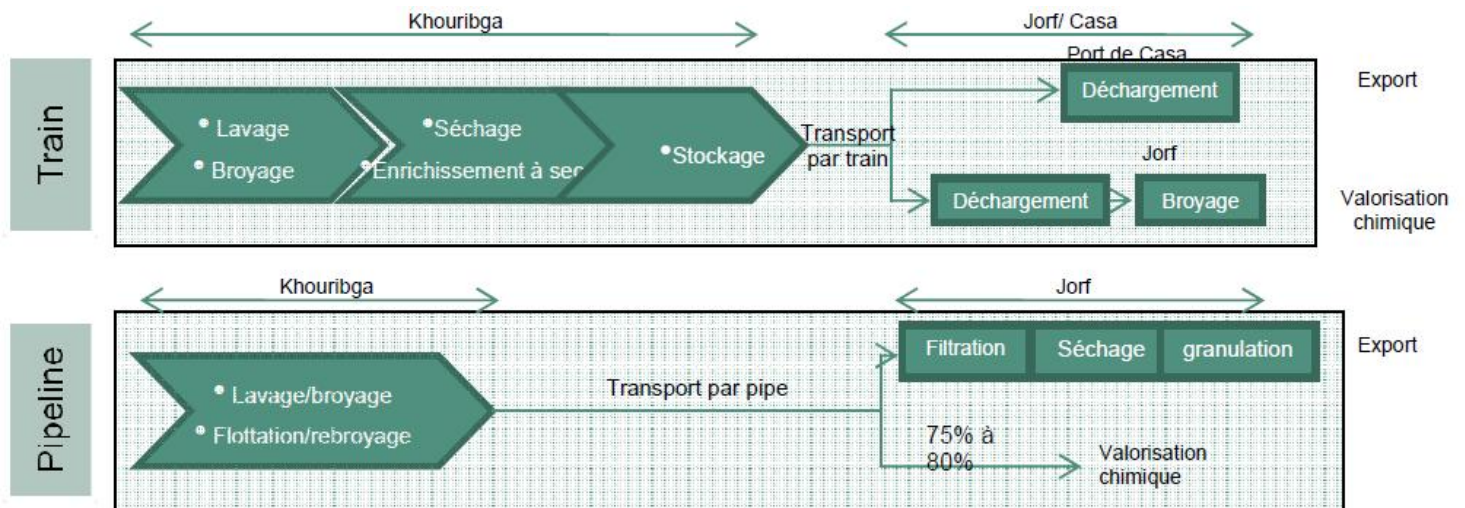 Khouribga
Jorf/ Casa
Train
• Lavage
• Broyage
•Séchage
•Enrichissement à sec
•Stockage
Transport
par train
Port de Casa
Déchargement
Export
Jorf
Déchargement
Broyage
Valorisation
chimique
Khouribga
Jorf
Pipeline
• Lavage/broyage
• Flottation/rebroyage
Transport par pipe
Filtration
Séchage
granulation
Export
75% à
80%
Valorisation
chimique